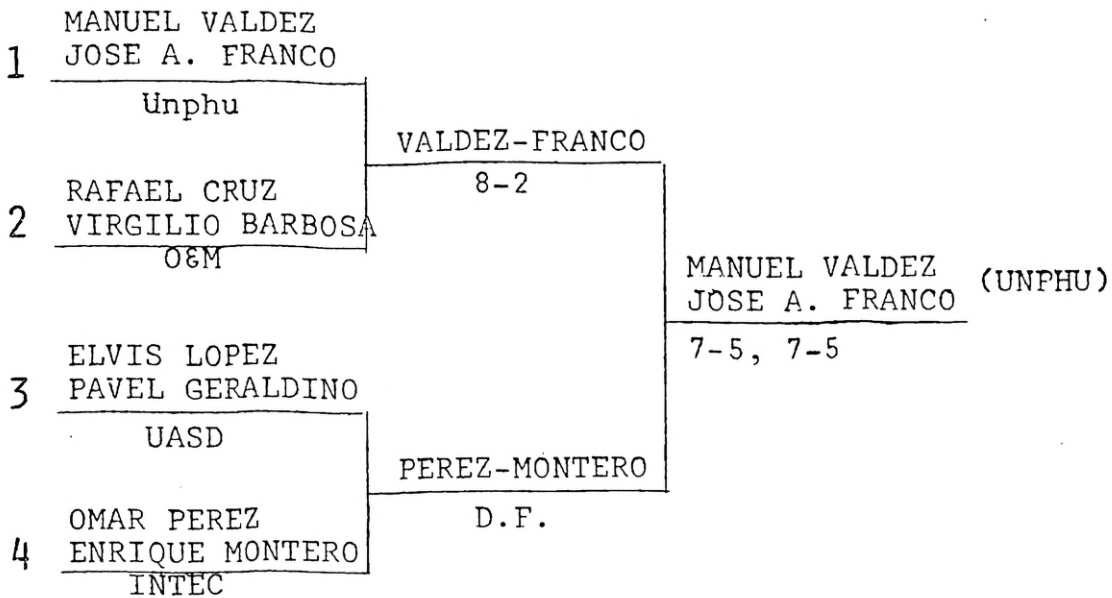 MANUEL VALDEZ
1 JOSE A. FRANCO
Unphu
VALDEZ-FRANCO
8-2
RAFAEL CRUZ
2 VIRGILIO BARBOSA
O&M
MANUEL VALDEZ
JOSE A. FRANCO (UNPHU)
7-5, 7-5
ELVIS LOPEZ
3 PAVEL GERALDINO
UASD
PEREZ-MONTERO
D.F.
OMAR PEREZ
4 ENRIQUE MONTERO
INTEC